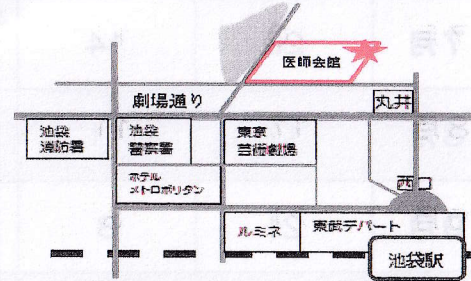 医師会館
劇場通り
丸井
池袋
消防署
池袋
警察署
東京
芸術劇場
ホテル
メトロポリタン
西口
ルミネ
東武デパート
池袋駅